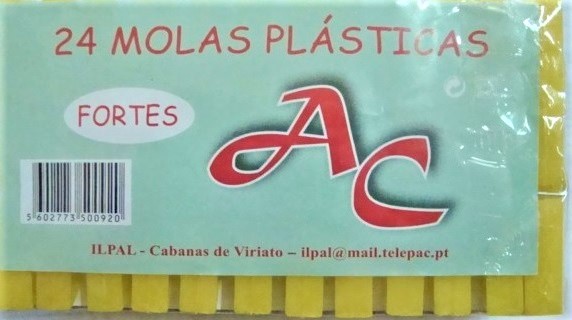 24 MOLAS PLÁSTICAS
FORTES
AC
5 602773 500920
ILPAL - Cabanas de Viriato – ilpal@mail.telepac.pt